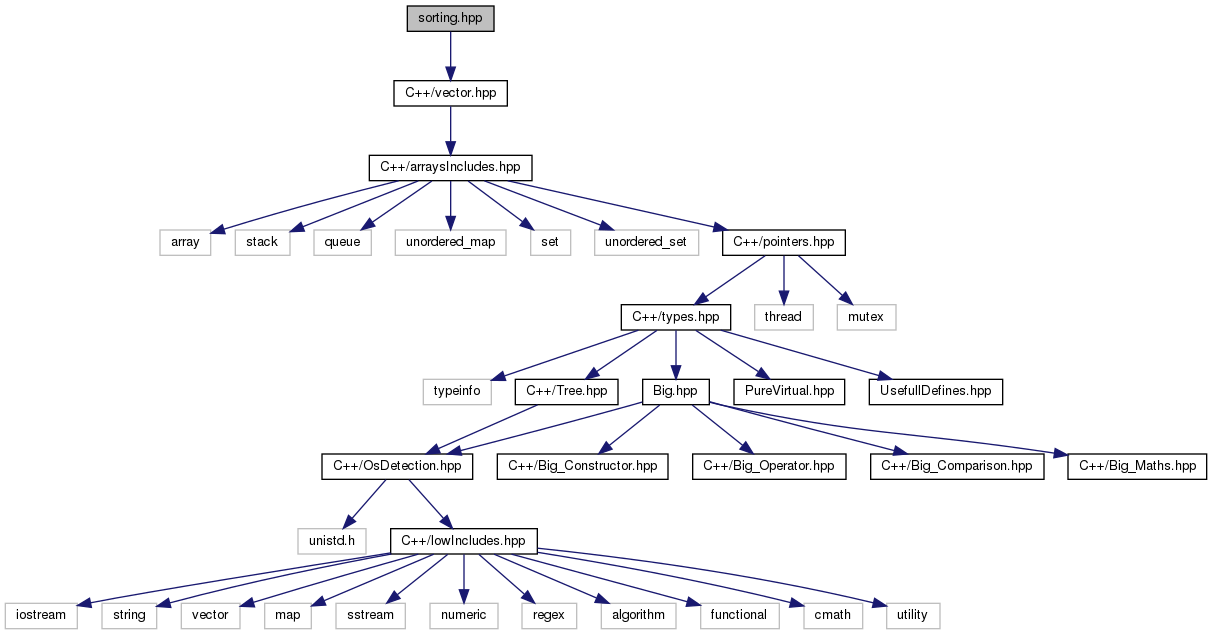 sorting.hpp
C++/vector.hpp
C++/arraysIncludes.hpp
array
stack
queue
unordered_map
set
unordered_set
C++/pointers.hpp
C++/types.hpp
thread
mutex
typeinfo
C++/Tree.hpp
Big.hpp
PureVirtual.hpp
UsefullDefines.hpp
C++/OsDetection.hpp
C++/Big_Constructor.hpp
C++/Big_Operator.hpp
C++/Big_Comparison.hpp
C++/Big_Maths.hpp
unistd.h
C++/lowIncludes.hpp
iostream
string
vector
map
sstream
numeric
regex
algorithm
functional
cmath
utility